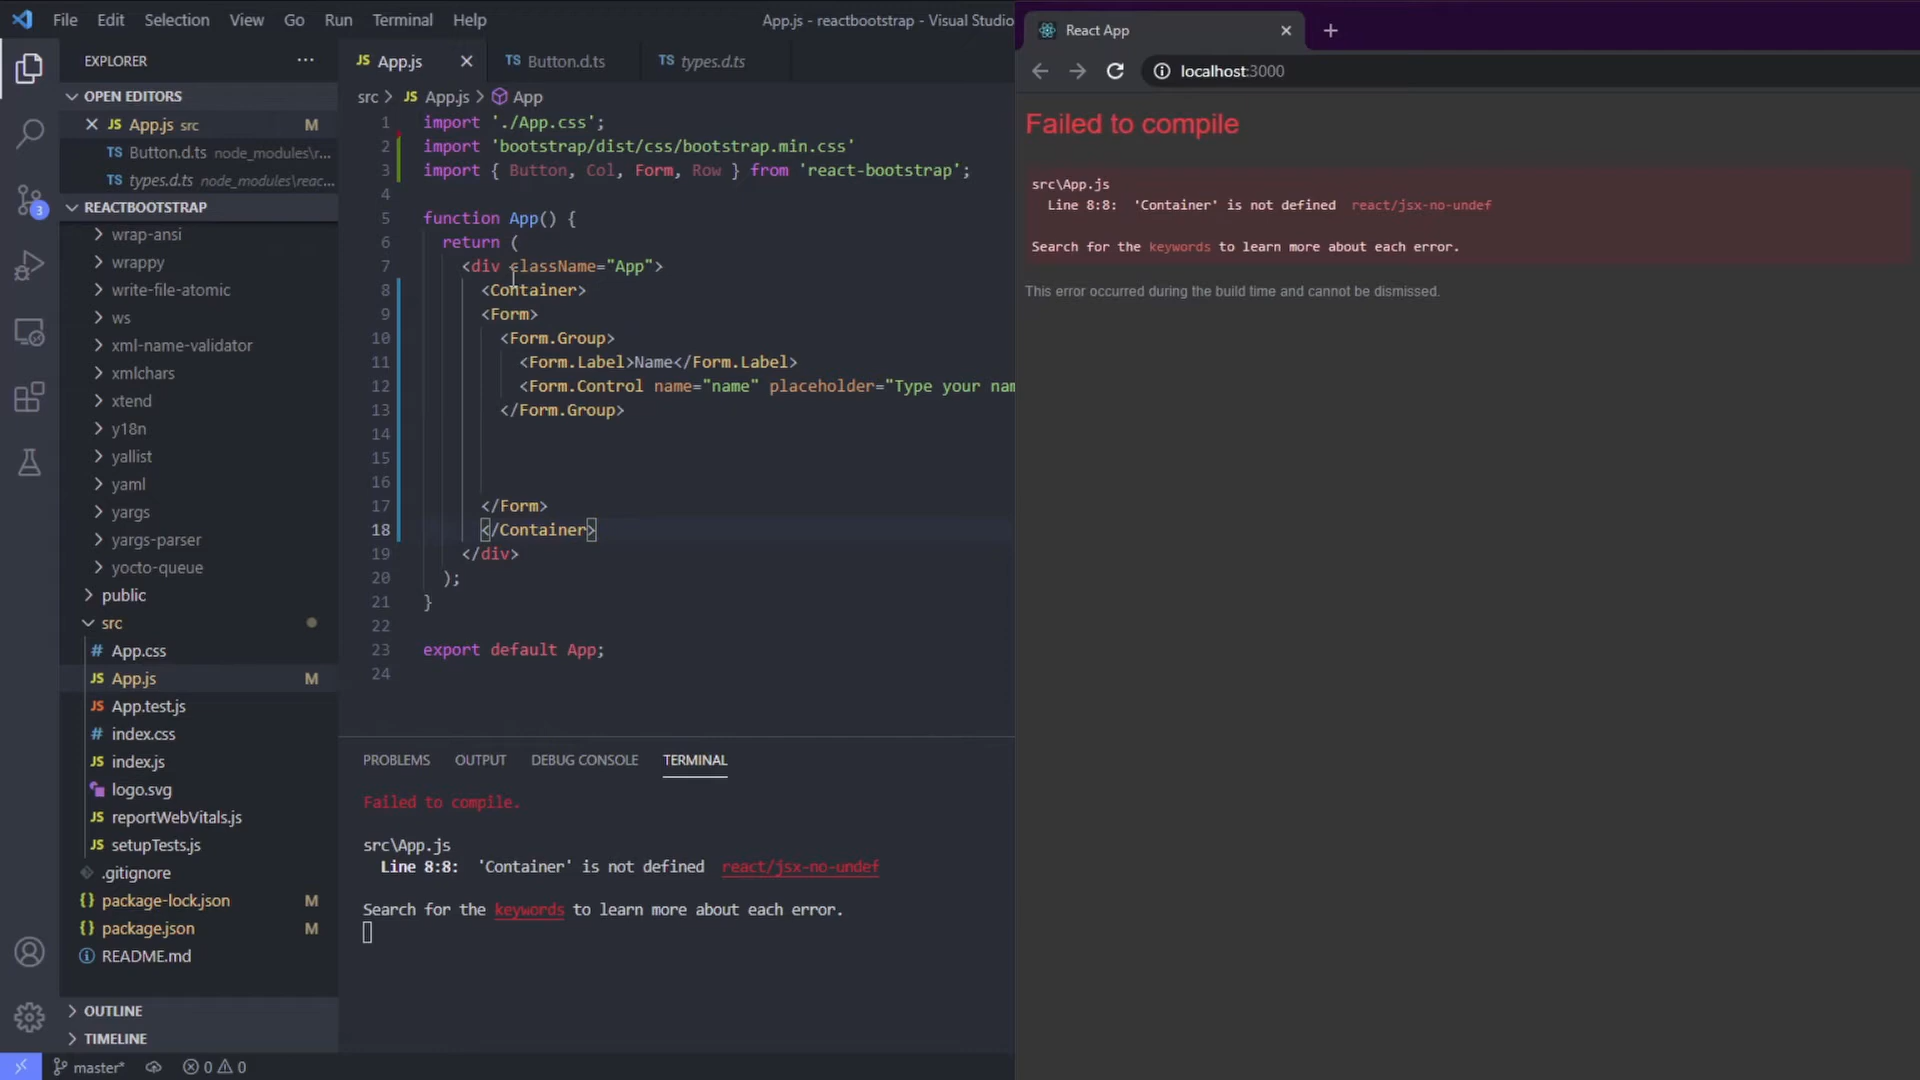 File Edit Selection View Go Run Terminal Help
App.js - reactbootstrap - Visual Studio
EXPLORER ...
OPEN EDITORS
JS App.js src M
TS Button.d.ts node_modules\r...
TS types.d.ts node_modules\reac...
REACTBOOTSTRAP
wrap-ansi
wrappy
write-file-atomic
ws
xml-name-validator
xmlchars
xtend
y18n
yallist
yaml
yargs
yargs-parser
yocto-queue
public
src
# App.css
JS App.js M
JS App.test.js
# index.css
JS index.js
logo.svg
JS reportWebVitals.js
JS setupTests.js
.gitignore
{} package-lock.json M
{} package.json M
README.md
OUTLINE
TIMELINE
3
JS App.js
TS Button.d.ts
TS types.d.ts
src > JS App.js > App
1 import './App.css';
2 import 'bootstrap/dist/css/bootstrap.min.css'
3 import { Button, Col, Form, Row } from 'react-bootstrap';
4
5 function App() {
6 return (
7 <div className="App">
8 <Container>
9 <Form>
10 <Form.Group>
11 <Form.Label>Name</Form.Label>
12 <Form.Control name="name" placeholder="Type your nam
13 </Form.Group>
14
15
16
17 </Form>
18 </Container>
19 </div>
20 );
21 }
22
23 export default App;
24
PROBLEMS OUTPUT DEBUG CONSOLE TERMINAL
Failed to compile.
src\App.js
Line 8:8: 'Container' is not defined react/jsx-no-undef
Search for the keywords to learn more about each error.
master* 0 0
React App
localhost:3000
Failed to compile
src\App.js
Line 8:8: 'Container' is not defined react/jsx-no-undef
Search for the keywords to learn more about each error.
This error occurred during the build time and cannot be dismissed.